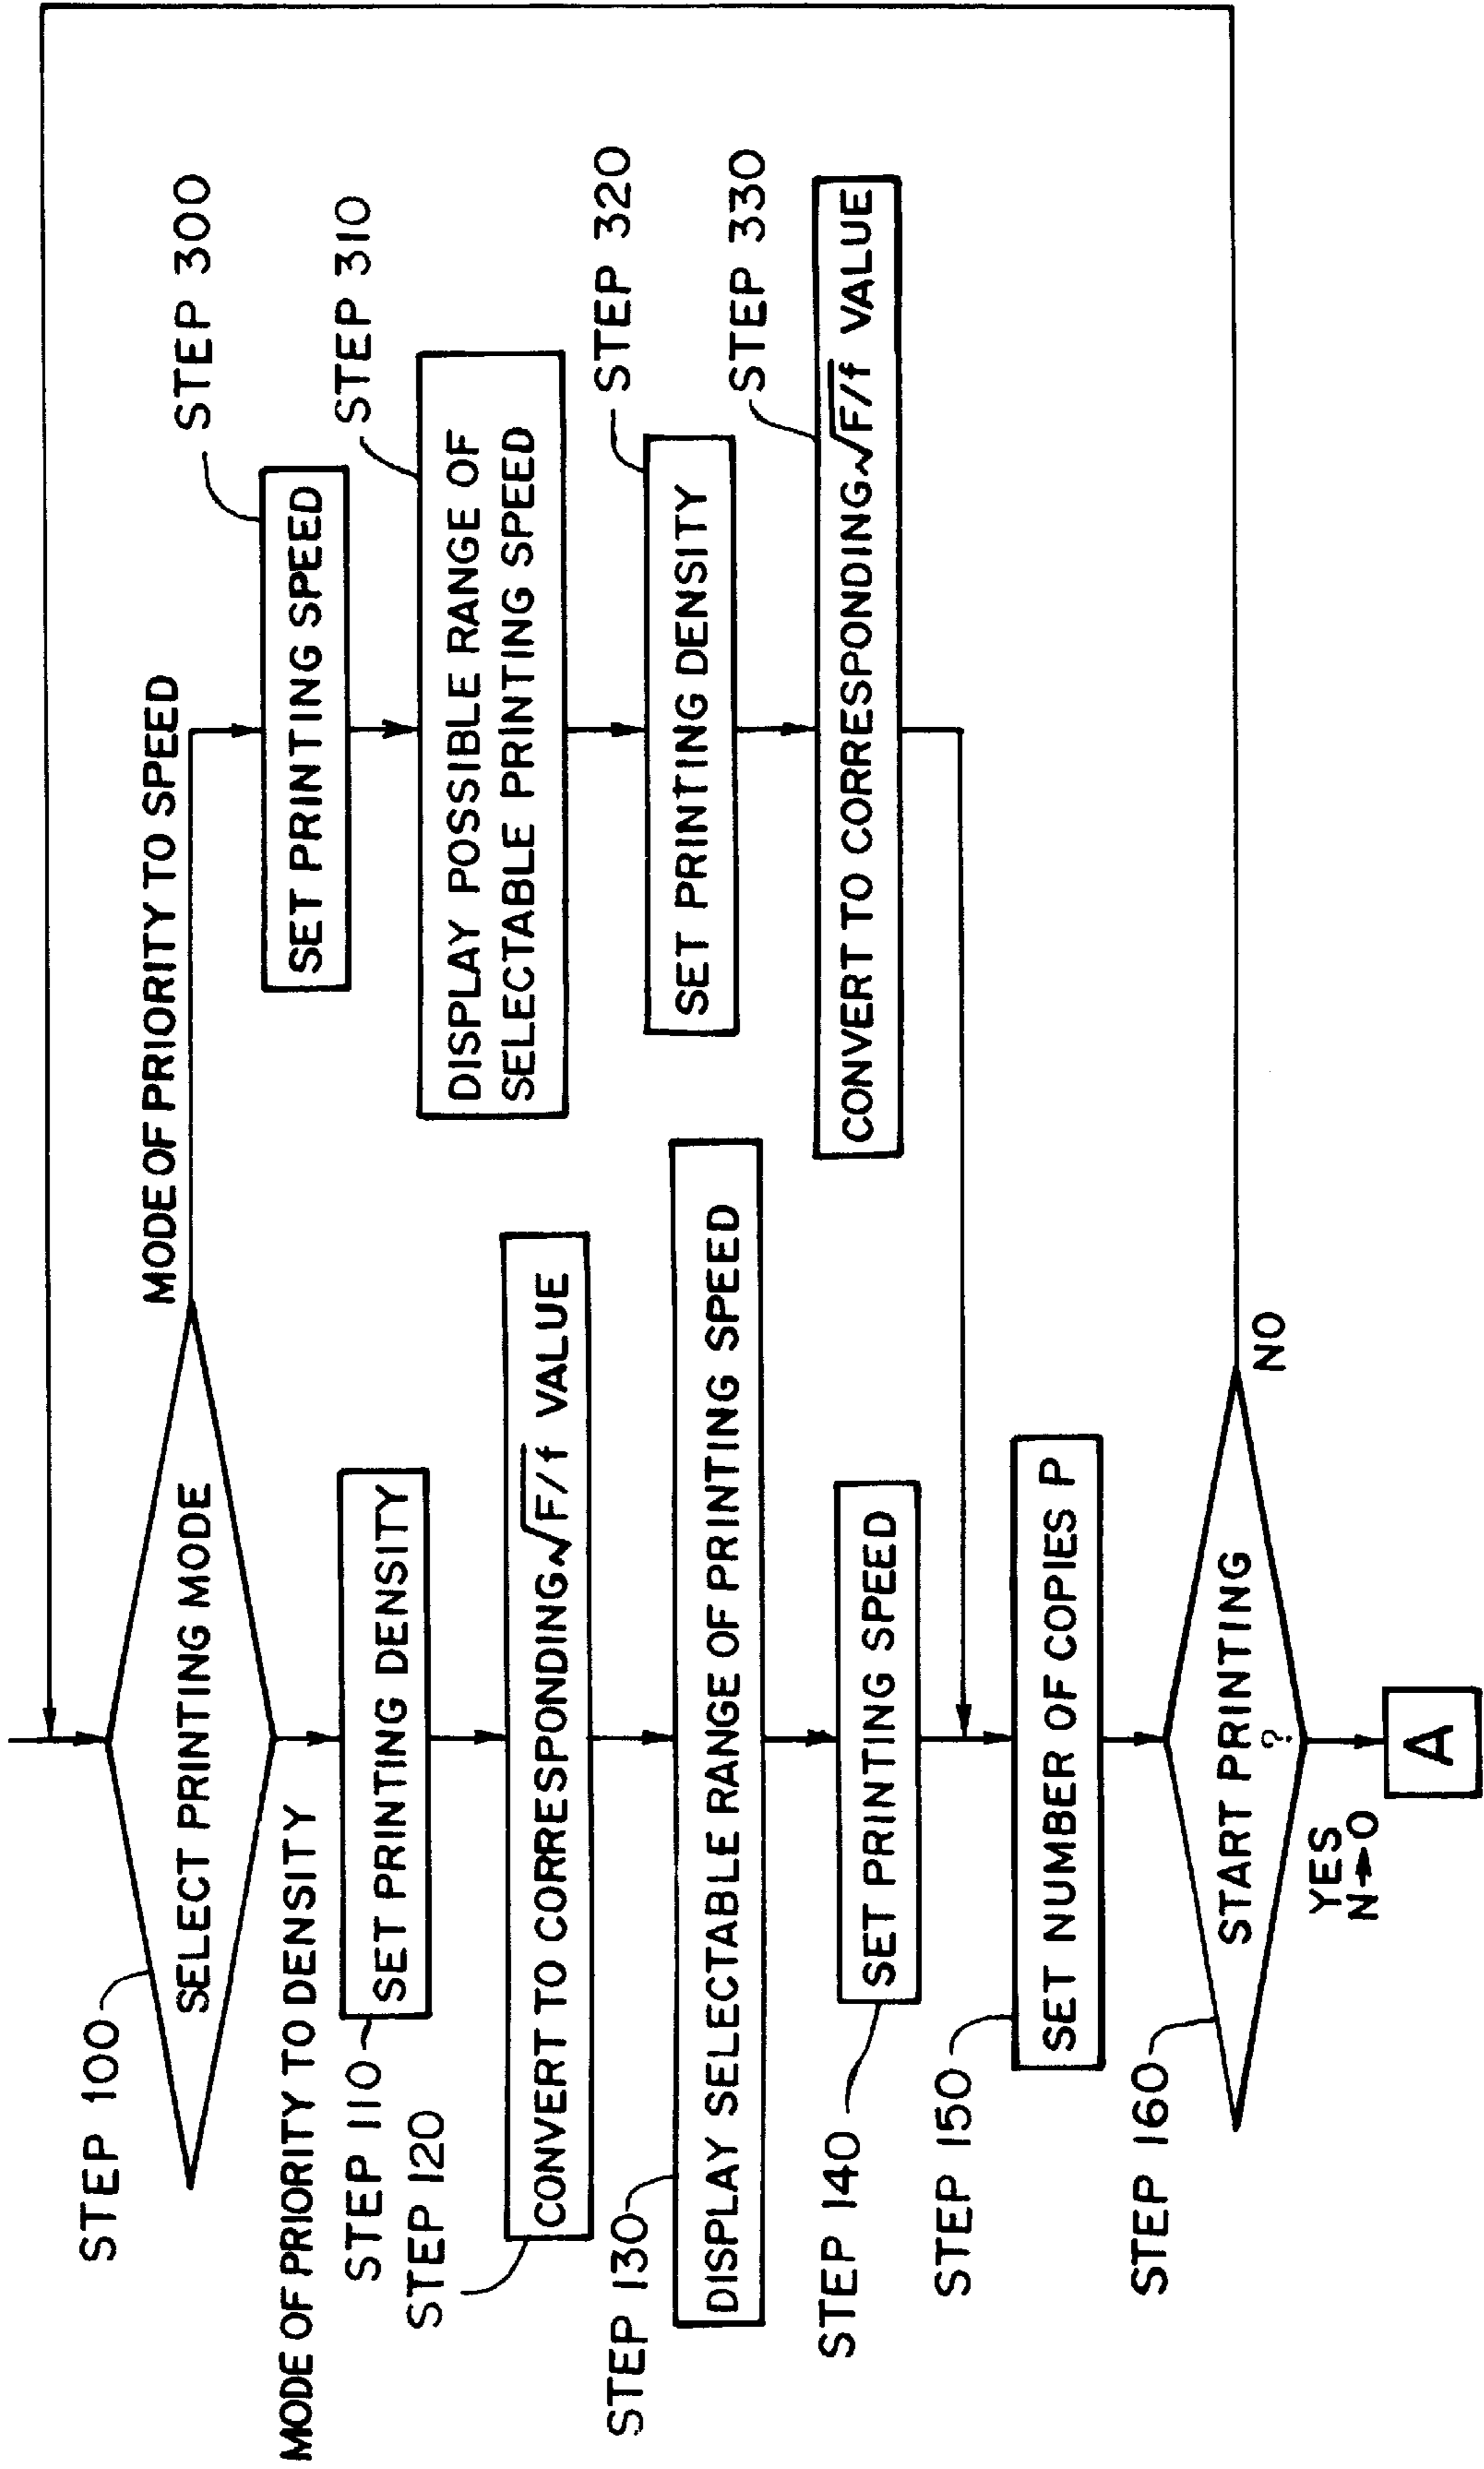 STEP 100
SELECT PRINTING MODE
MODE OF PRIORITY TO SPEED
MODE OF PRIORITY TO DENSITY
STEP 110
SET PRINTING DENSITY
STEP 120
CONVERT TO CORRESPONDING √F/f VALUE
STEP 130
DISPLAY SELECTABLE RANGE OF PRINTING SPEED
STEP 140
SET PRINTING SPEED
STEP 300
SET PRINTING SPEED
STEP 310
DISPLAY POSSIBLE RANGE OF
SELECTABLE PRINTING SPEED
STEP 320
SET PRINTING DENSITY
STEP 330
CONVERT TO CORRESPONDING √F/f VALUE
STEP 150
SET NUMBER OF COPIES P
STEP 160
START PRINTING
?
NO
YES
N→0
A